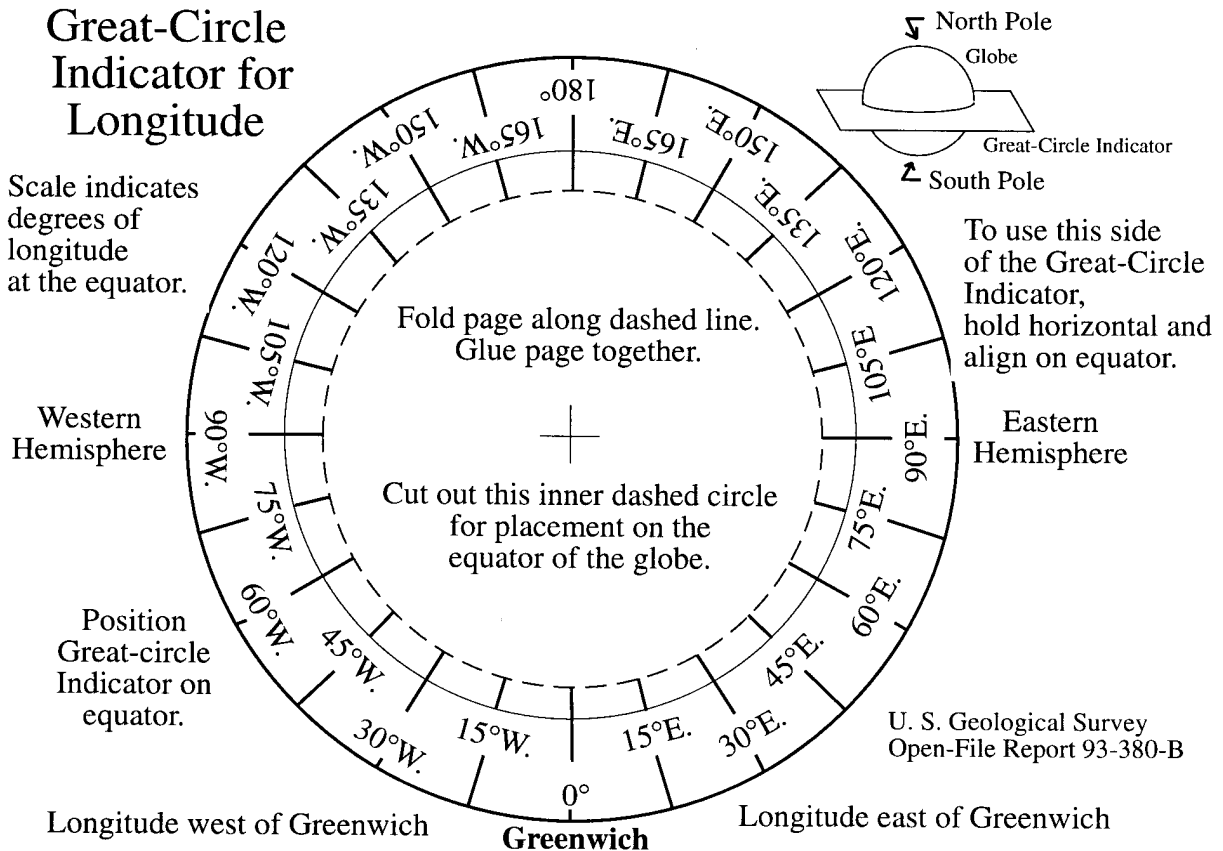 Great-Circle
Indicator for
Longitude
North Pole
Globe
Great-Circle Indicator
South Pole
Scale indicates
degrees of
longitude
at the equator.
To use this side
of the Great-Circle
Indicator,
hold horizontal and
align on equator.
180°
165°W.
165°E.
150°W.
150°E.
135°W.
135°E.
120°W.
120°E.
105°W.
105°E
90°W.
90°E.
75°W.
75°E.
60°W.
60°E.
45°W.
45°E.
30°W.
30°E.
15°W.
15°E.
0°
Fold page along dashed line.
Glue page together.
Western
Hemisphere
Eastern
Hemisphere
Cut out this inner dashed circle
for placement on the
equator of the globe.
Position
Great-circle
Indicator on
equator.
U. S. Geological Survey
Open-File Report 93-380-B
Longitude west of Greenwich
Greenwich
Longitude east of Greenwich